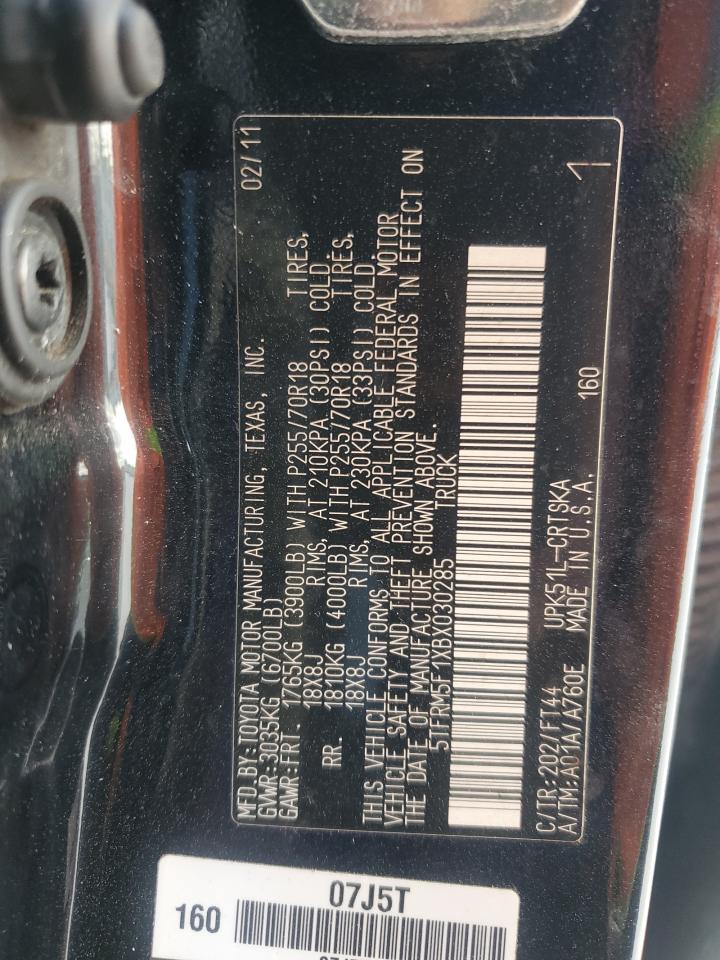 MFD.BY:TOYOTA MOTOR MANUFACTURING, TEXAS, INC. 02/11
GVWR:3035KG (6700LB)
GAWR:FRT. 1765KG (3900LB) WITH P255/70R18 TIRES,
18X8J RIMS, AT 210KPA (30PSI) COLD.
RR. 1810KG (4000LB) WITH P255/70R18 TIRES,
18X8J RIMS, AT 230KPA (33PSI) COLD.
THIS VEHICLE CONFORMS TO ALL APPLICABLE FEDERAL MOTOR
VEHICLE SAFETY AND THEFT PREVENTION STANDARDS IN EFFECT ON
THE DATE OF MANUFACTURE SHOWN ABOVE.
5TFRM5F1XBX030285 TRUCK
C/TR:202/FT44 UPK51L-CRTSKA 160
A/TM:A01A/A760E MADE IN U.S.A. 1
07J5T
160